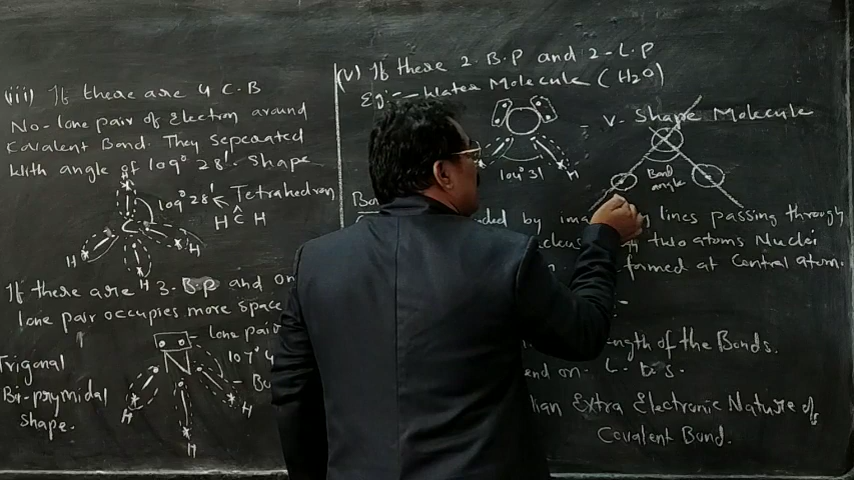 viii) If there are 4 C.B
No-lone pair of Electron around
Covalent Bond. They seperated
With angle of 109° 28' - Shape
109° 28'
Tetrahedron
H C H
H
H
H
If there are 3-B.p and on
lone pair occupies more space
lone pair
107°
Trigonal
Bi-prymidal
shape.
H
H
H
(V) If there 2-B.P and 2-L.P
Eg:- Water Molecule (H2O)
V-Shape Molecule
H
104° 31
Bond
angle
by lines passing through
two atoms Nuclei
formed at Central atom.
of the Bonds.
on
Extra Electronic Nature of
Covalent Bond.